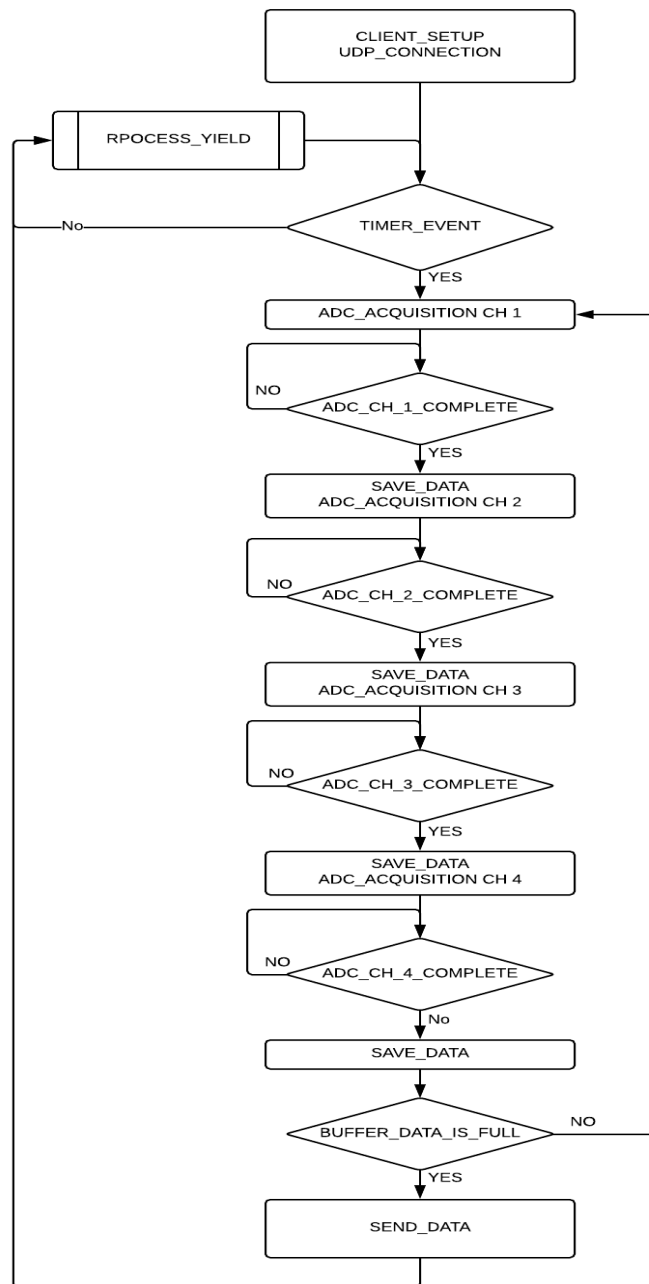 CLIENT_SETUP
UDP_CONNECTION
RPOCESS_YIELD
TIMER_EVENT
No
YES
ADC_ACQUISITION CH 1
NO
ADC_CH_1_COMPLETE
YES
SAVE_DATA
ADC_ACQUISITION CH 2
NO
ADC_CH_2_COMPLETE
YES
SAVE_DATA
ADC_ACQUISITION CH 3
NO
ADC_CH_3_COMPLETE
YES
SAVE_DATA
ADC_ACQUISITION CH 4
NO
ADC_CH_4_COMPLETE
No
SAVE_DATA
BUFFER_DATA_IS_FULL
NO
YES
SEND_DATA